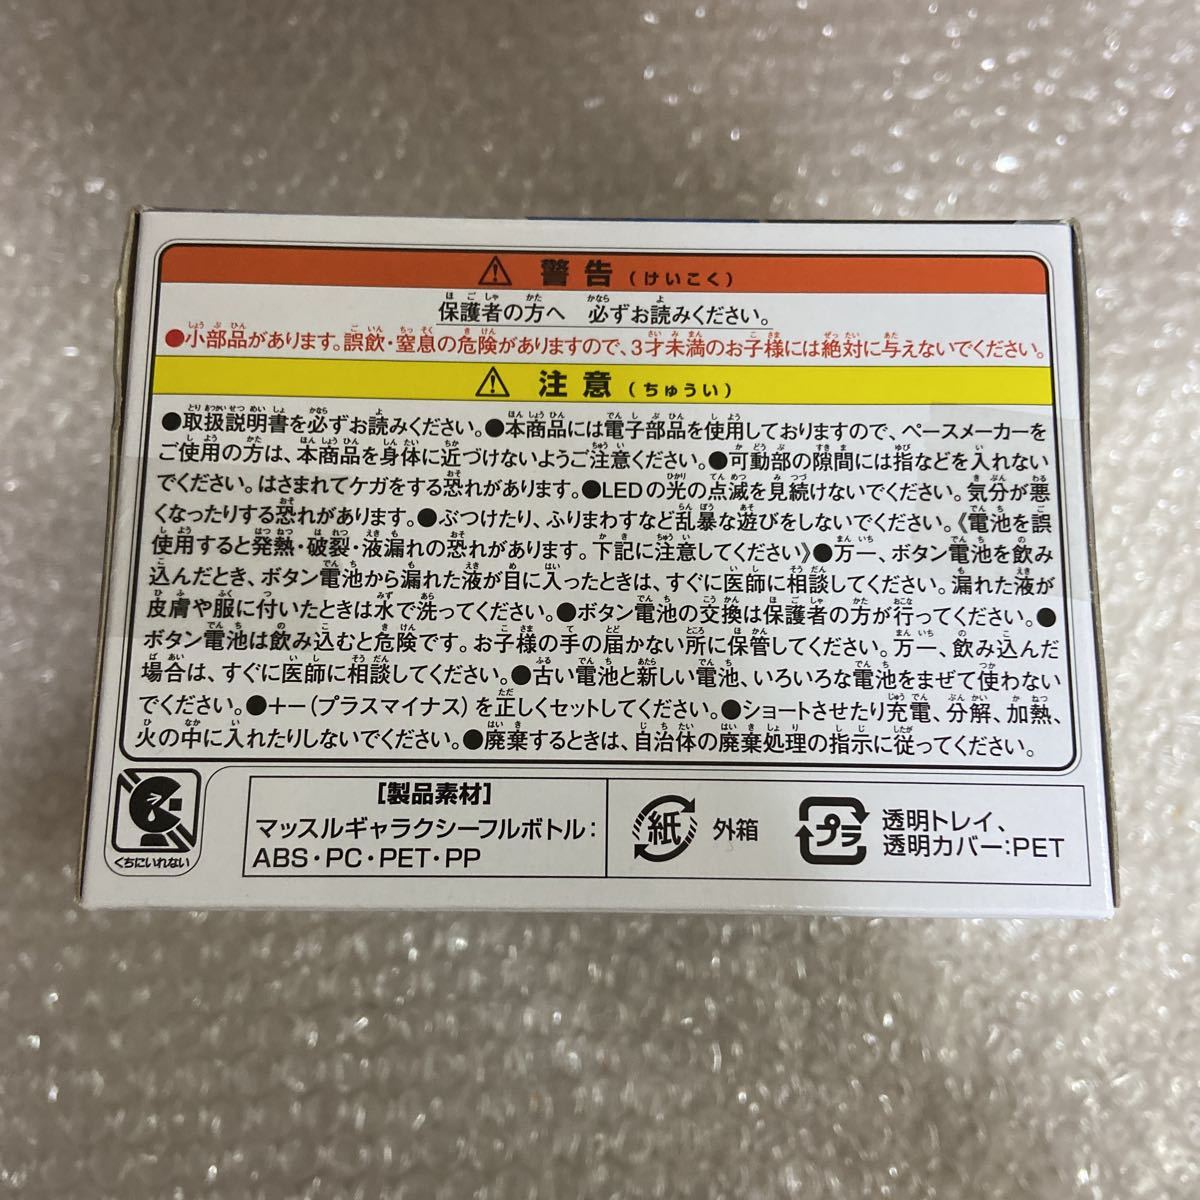 ⚠ 警告（けいこく）
保護者の方へ 必ずお読みください。
●小部品があります。誤飲・窒息の危険がありますので、3才未満のお子様には絶対に与えないでください。
⚠ 注意（ちゅうい）
●取扱説明書を必ずお読みください。●本商品には電子部品を使用しておりますので、ペースメーカーを
ご使用の方は、本商品を身体に近づけないようご注意ください。●可動部の隙間には指などを入れない
でください。はさまれてケガをする恐れがあります。●LEDの光の点滅を見続けないでください。気分が悪
くなったりする恐れがあります。●ぶつけたり、ふりまわすなど乱暴な遊びをしないでください。《電池を誤
使用すると発熱・破裂・液漏れの恐れがあります。下記に注意してください》●万一、ボタン電池を飲み
込んだとき、ボタン電池から漏れた液が目に入ったときは、すぐに医師に相談してください。漏れた液が
皮膚や服に付いたときは水で洗ってください。●ボタン電池の交換は保護者の方が行ってください。●
ボタン電池は飲み込むと危険です。お子様の手の届かない所に保管してください。万一、飲み込んだ
場合は、すぐに医師に相談してください。●古い電池と新しい電池、いろいろな電池をまぜて使わない
でください。●＋－（プラスマイナス）を正しくセットしてください。●ショートさせたり充電、分解、加熱、
火の中に入れたりしないでください。●廃棄するときは、自治体の廃棄処理の指示に従ってください。
くちにいれない
［製品素材］
マッスルギャラクシーフルボトル：
ABS・PC・PET・PP
紙 外箱
プラ 透明トレイ、
透明カバー：PET